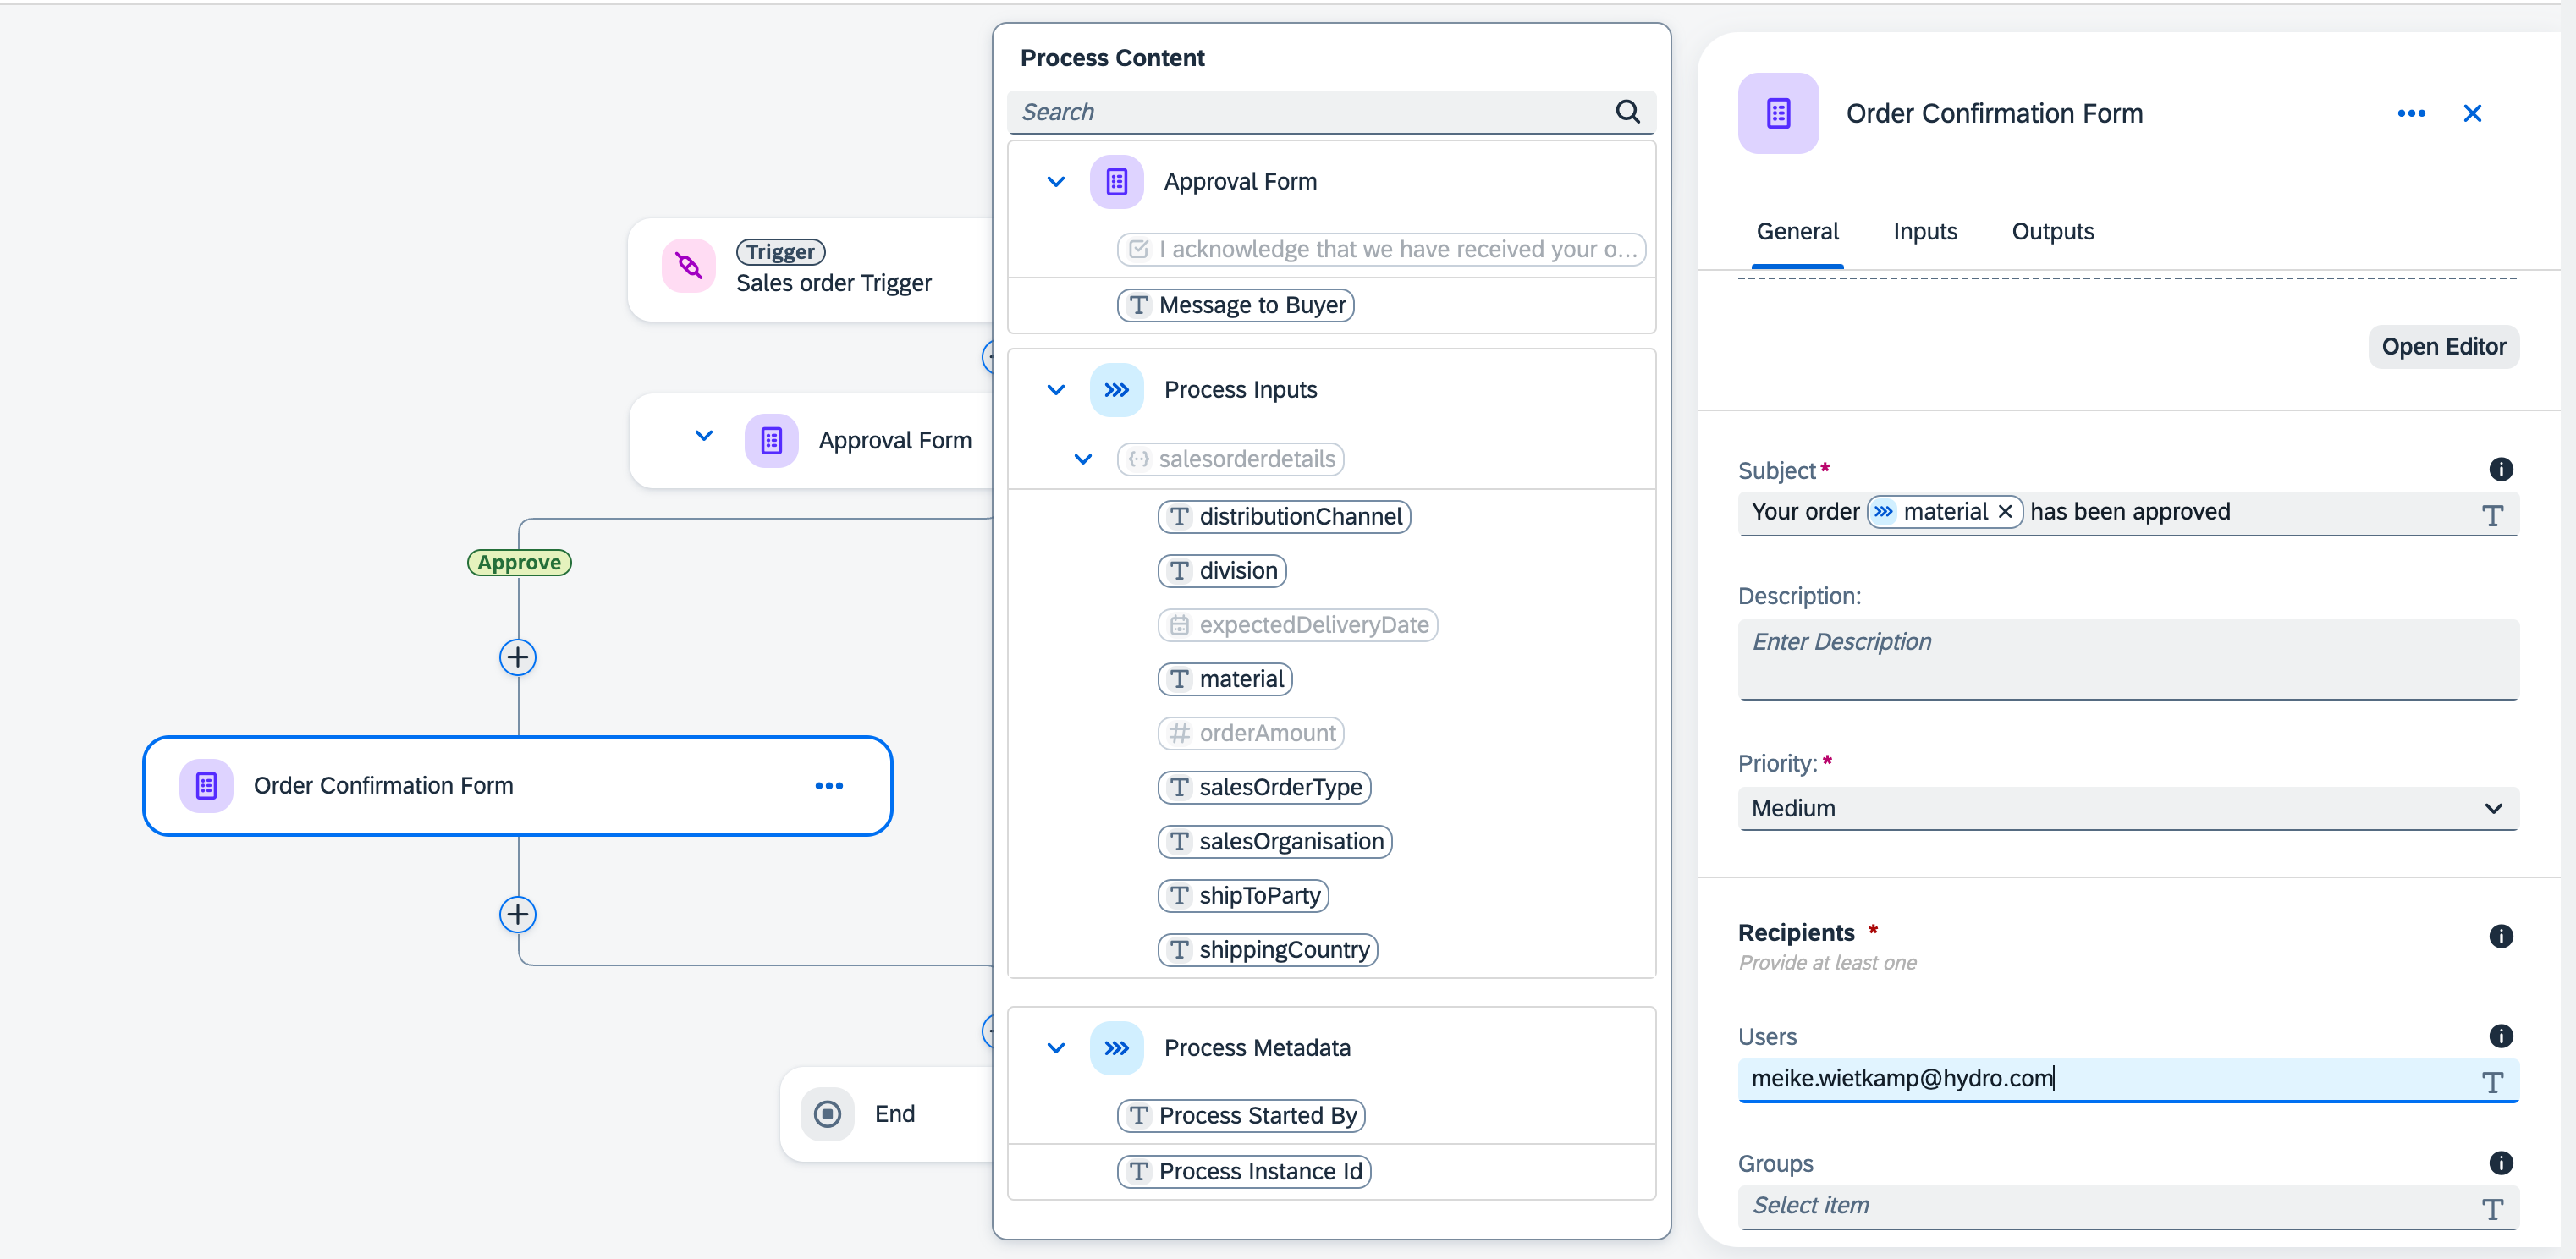 Trigger
Sales order Trigger
Approval Form
Approve
Order Confirmation Form
End
Process Content
Search
Approval Form
I acknowledge that we have received your o...
Message to Buyer
Process Inputs
salesorderdetails
distributionChannel
division
expectedDeliveryDate
material
orderAmount
salesOrderType
salesOrganisation
shipToParty
shippingCountry
Process Metadata
Process Started By
Process Instance Id
Order Confirmation Form
General Inputs Outputs
Open Editor
Subject*
Your order material has been approved
Description:
Enter Description
Priority:*
Medium
Recipients *
Provide at least one
Users
meike.wietkamp@hydro.com
Groups
Select item